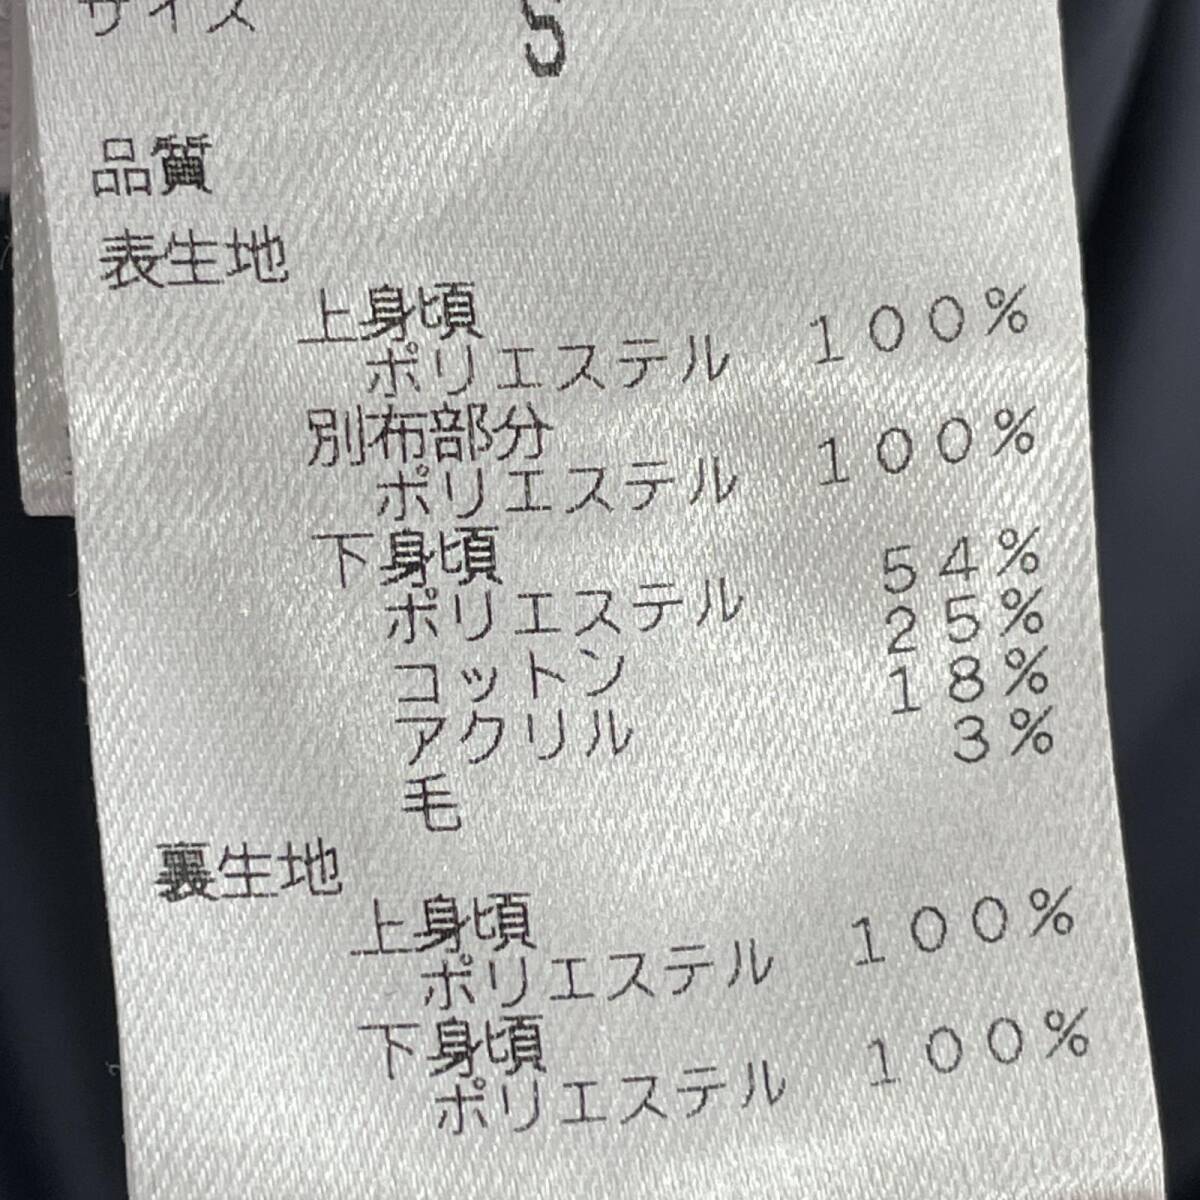 サイズ S
品質
表生地
上身頃
ポリエステル 100%
別布部分
ポリエステル 100%
下身頃
ポリエステル 54%
コットン 25%
アクリル 18%
毛 3%
裏生地
上身頃
ポリエステル 100%
下身頃
ポリエステル 100%